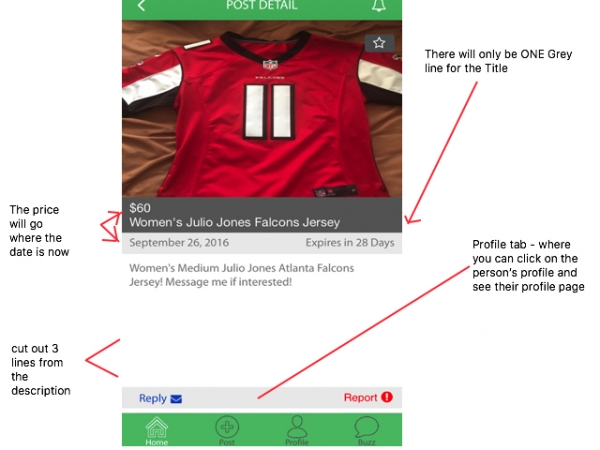 POST DETAIL
There will only be ONE Grey
line for the Title
NFL
FALCONS
11
$60
Women's Julio Jones Falcons Jersey
The price
will go
where the
date is now
September 26, 2016 Expires in 28 Days
Women's Medium Julio Jones Atlanta Falcons
Jersey! Message me if interested!
Profile tab - where
you can click on the
person's profile and
see their profile page
cut out 3
lines from
the
description
Reply Report
Home Post Profile Buzz